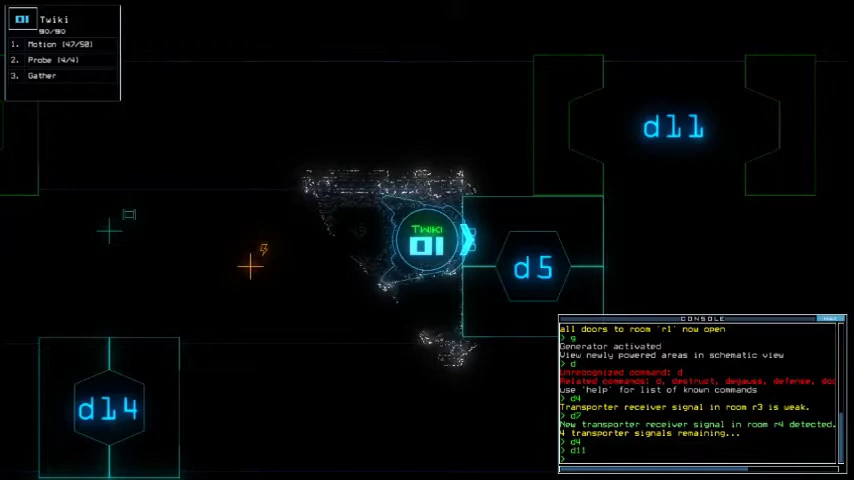 01 Twiki
90/90
1. Motion (47/50)
2. Probe (4/4)
3. Gather
d11
Twiki
01
d5
d14
CONSOLE
all doors to room 'r1' now open
> g
Generator activated
View newly powered areas in schematic view
> d
Unrecognized command: d
Related commands: d, destruct, degauss, defense, doc
use 'help' for list of known commands
> d4
Transporter receiver signal in room r3 is weak.
> d7
New transporter receiver signal in room r4 detected.
4 transporter signals remaining...
> d4
> d11
>